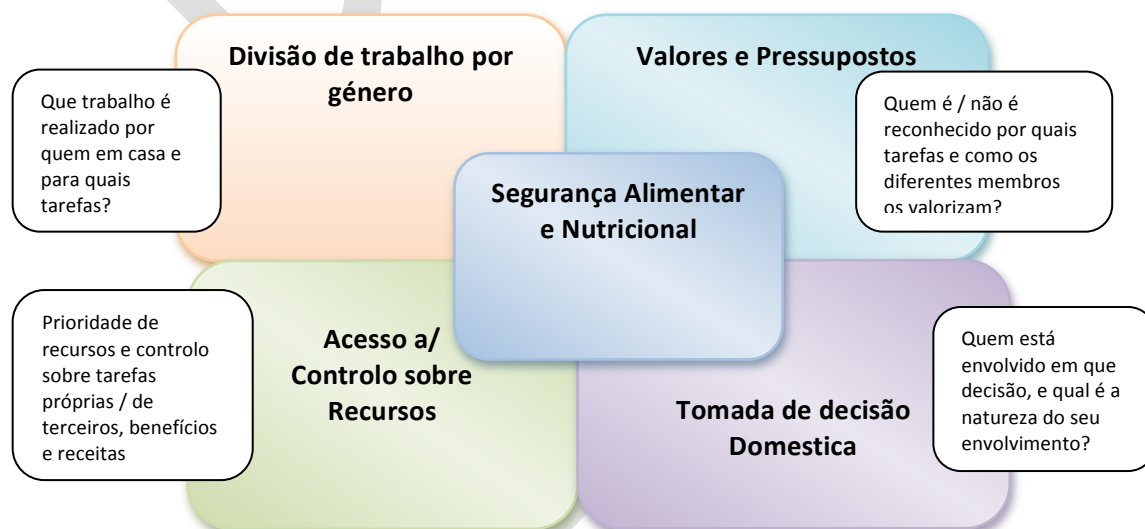 Divisão de trabalho por
género
Que trabalho é
realizado por
quem em casa e
para quais
tarefas?
Valores e Pressupostos
Quem é / não é
reconhecido por quais
tarefas e como os
diferentes membros
os valorizam?
Segurança Alimentar
e Nutricional
Prioridade de
recursos e controlo
sobre tarefas
próprias / de
terceiros, benefícios
e receitas
Acesso a/
Controlo sobre
Recursos
Tomada de decisão
Domestica
Quem está
envolvido em que
decisão, e qual é a
natureza do seu
envolvimento?